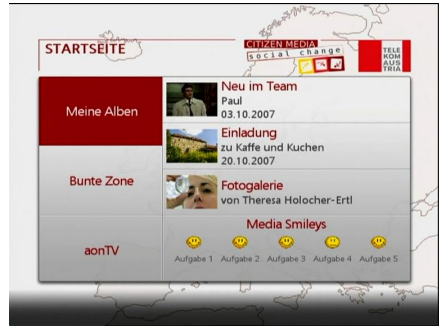 STARTSEITE
CITIZEN MEDIA
social change
TELE
KOM
AUS
TRIA
Meine Alben
Neu im Team
Paul
03.10.2007
Einladung
zu Kaffe und Kuchen
20.10.2007
Bunte Zone
Fotogalerie
von Theresa Holocher-Ertl
aonTV
Media Smileys
Aufgabe 1 Aufgabe 2 Aufgabe 3 Aufgabe 4 Aufgabe 5